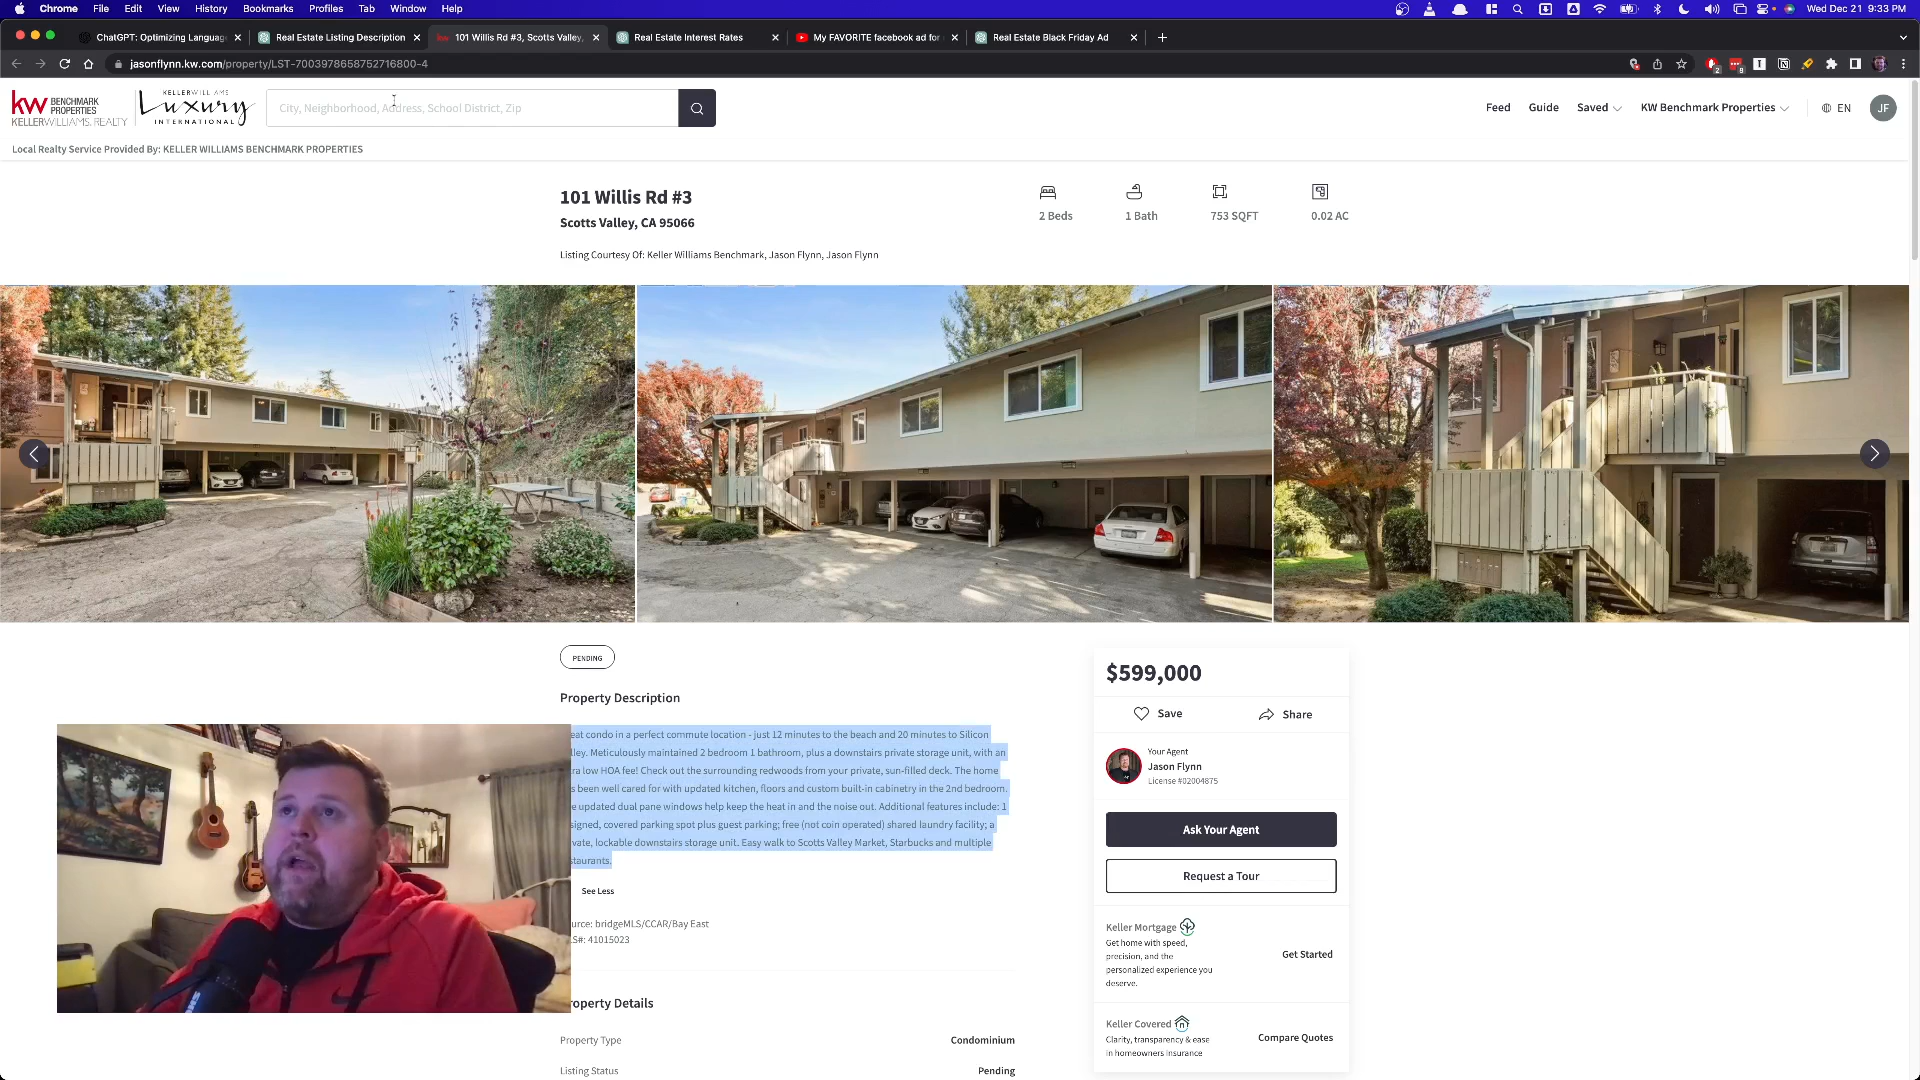 Chrome File Edit View History Bookmarks Profiles Tab Window Help
Wed Dec 21 9:33 PM
ChatGPT: Optimizing Languag
Real Estate Listing Description
101 Willis Rd #3, Scotts Valley,
Real Estate Interest Rates
My FAVORITE facebook ad for
Real Estate Black Friday Ad
jasonflynn.kw.com/property/LST-7003978658752716800-4
kw BENCHMARK PROPERTIES
KELLERWILLIAMS. REALTY
KELLERWILLIAMS
Luxury
INTERNATIONAL
City, Neighborhood, Address, School District, Zip
Feed Guide Saved KW Benchmark Properties EN JF
Local Realty Service Provided By: KELLER WILLIAMS BENCHMARK PROPERTIES
101 Willis Rd #3
Scotts Valley, CA 95066
2 Beds 1 Bath 753 SQFT 0.02 AC
Listing Courtesy Of: Keller Williams Benchmark, Jason Flynn, Jason Flynn
PENDING
Property Description
eat condo in a perfect commute location - just 12 minutes to the beach and 20 minutes to Silicon
lley. Meticulously maintained 2 bedroom 1 bathroom, plus a downstairs private storage unit, with an
ra low HOA fee! Check out the surrounding redwoods from your private, sun-filled deck. The home
s been well cared for with updated kitchen, floors and custom built-in cabinetry in the 2nd bedroom.
e updated dual pane windows help keep the heat in and the noise out. Additional features include: 1
signed, covered parking spot plus guest parking; free (not coin operated) shared laundry facility; a
vate, lockable downstairs storage unit. Easy walk to Scotts Valley Market, Starbucks and multiple
staurants.
See Less
urce: bridgeMLS/CCAR/Bay East
S#: 41015023
roperty Details
Property Type Condominium
Listing Status Pending
$599,000
Save Share
Your Agent
Jason Flynn
License #02004875
Ask Your Agent
Request a Tour
Keller Mortgage
Get home with speed,
precision, and the
personalized experience you
deserve.
Get Started
Keller Covered
Clarity, transparency & ease
in homeowners insurance
Compare Quotes